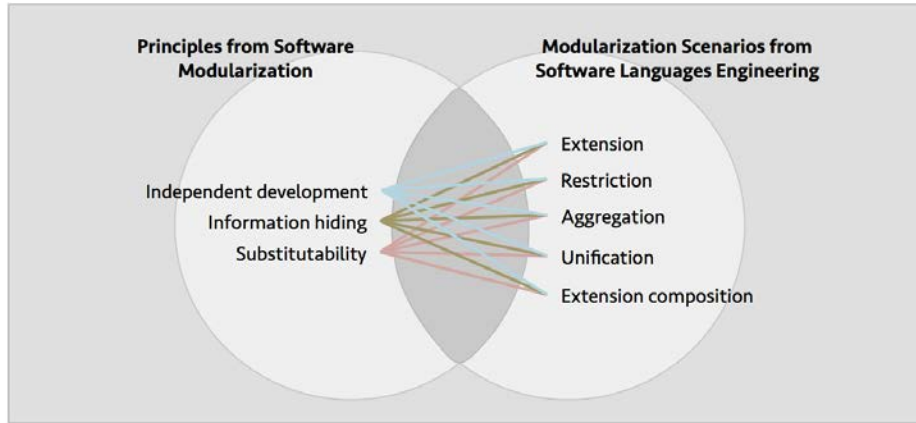 Principles from Software
Modularization
Modularization Scenarios from
Software Languages Engineering
Independent development
Information hiding
Substitutability
Extension
Restriction
Aggregation
Unification
Extension composition